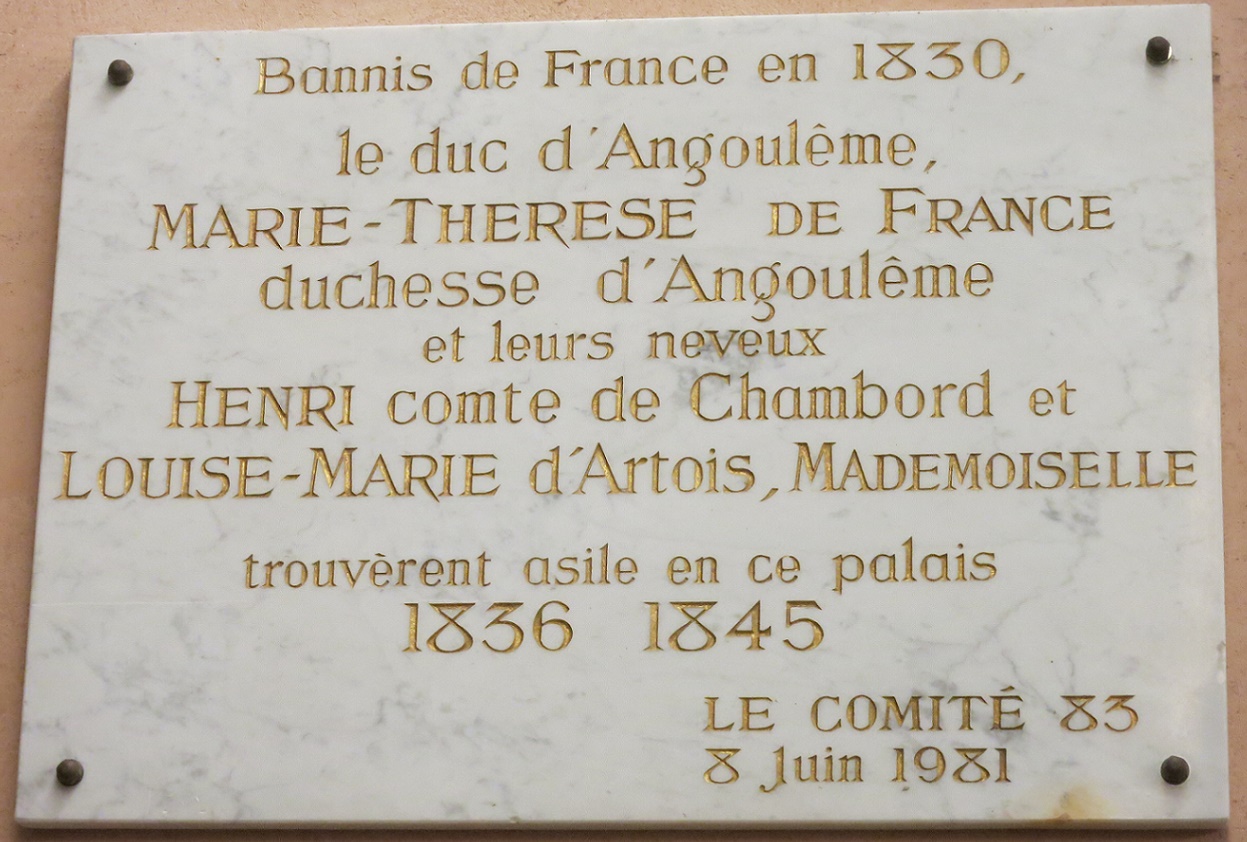 Bannis de France en 1830,
le duc d'Angoulême,
MARIE-THERESE DE FRANCE
duchesse d'Angoulême
et leurs neveux
HENRI comte de Chambord et
LOUISE-MARIE d'Artois, MADEMOISELLE
trouvèrent asile en ce palais
1836 1845
LE COMITÉ 83
8 Juin 1981